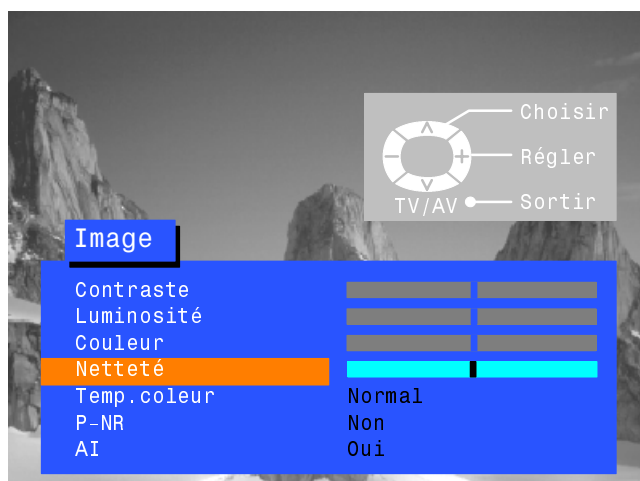 Choisir
Régler
TV/AV Sortir
Image
Contraste
Luminosité
Couleur
Netteté
Temp.coleur Normal
P-NR Non
AI Oui